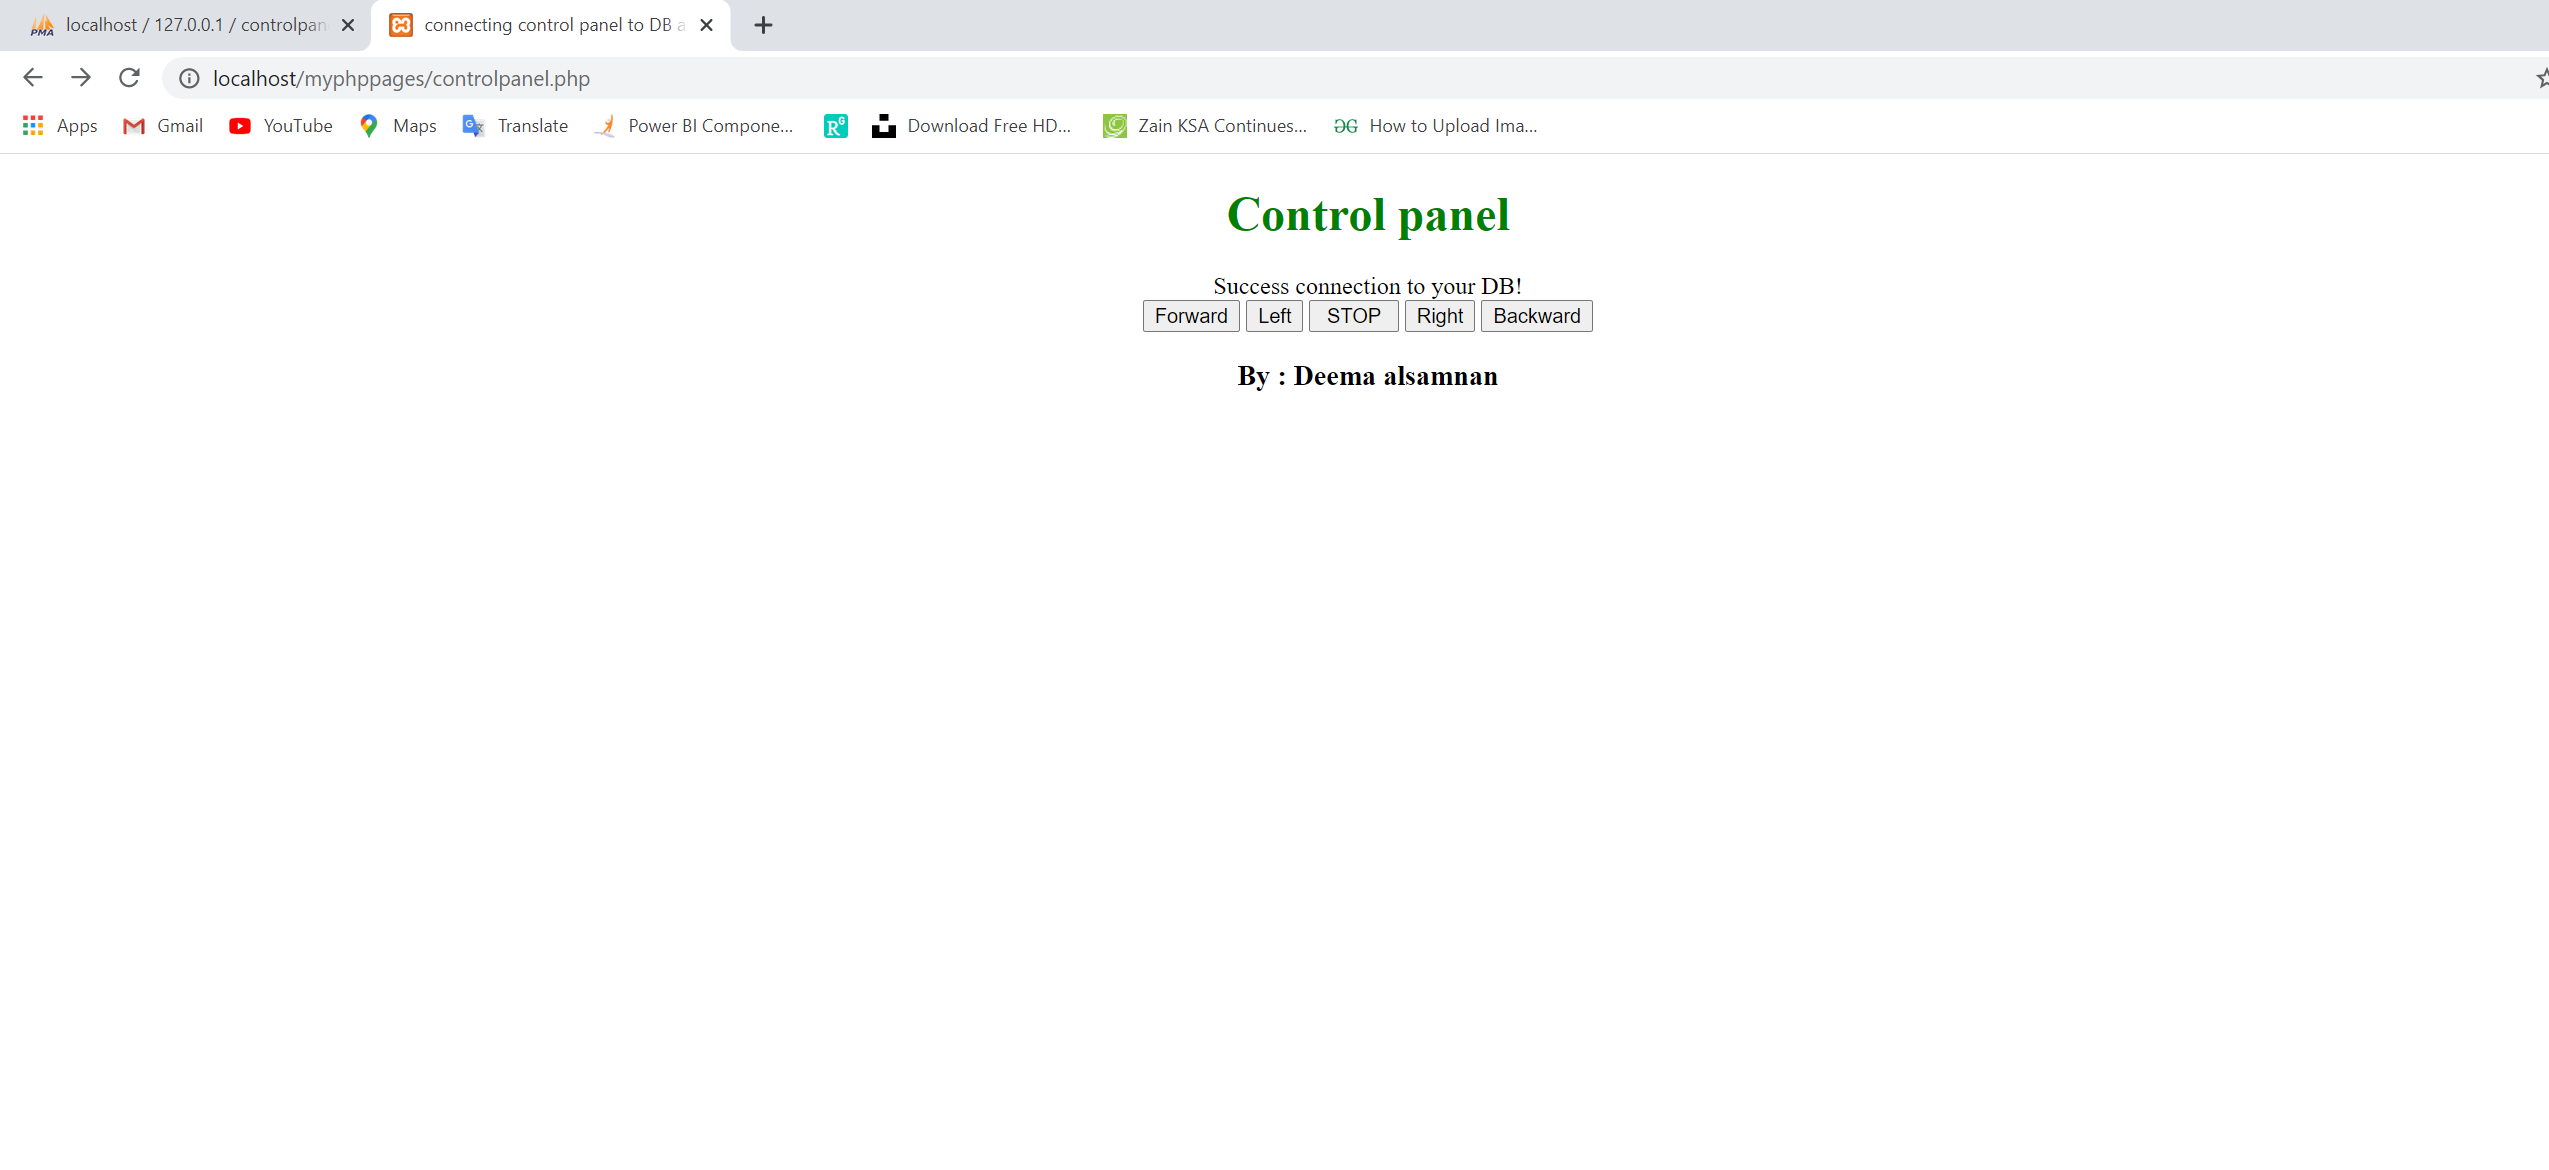 localhost / 127.0.0.1 / controlpan
connecting control panel to DB a
localhost/myphppages/controlpanel.php
Apps Gmail YouTube Maps Translate Power BI Compone... Download Free HD... Zain KSA Continues... How to Upload Ima...
Control panel
Success connection to your DB!
Forward Left STOP Right Backward
By : Deema alsamnan